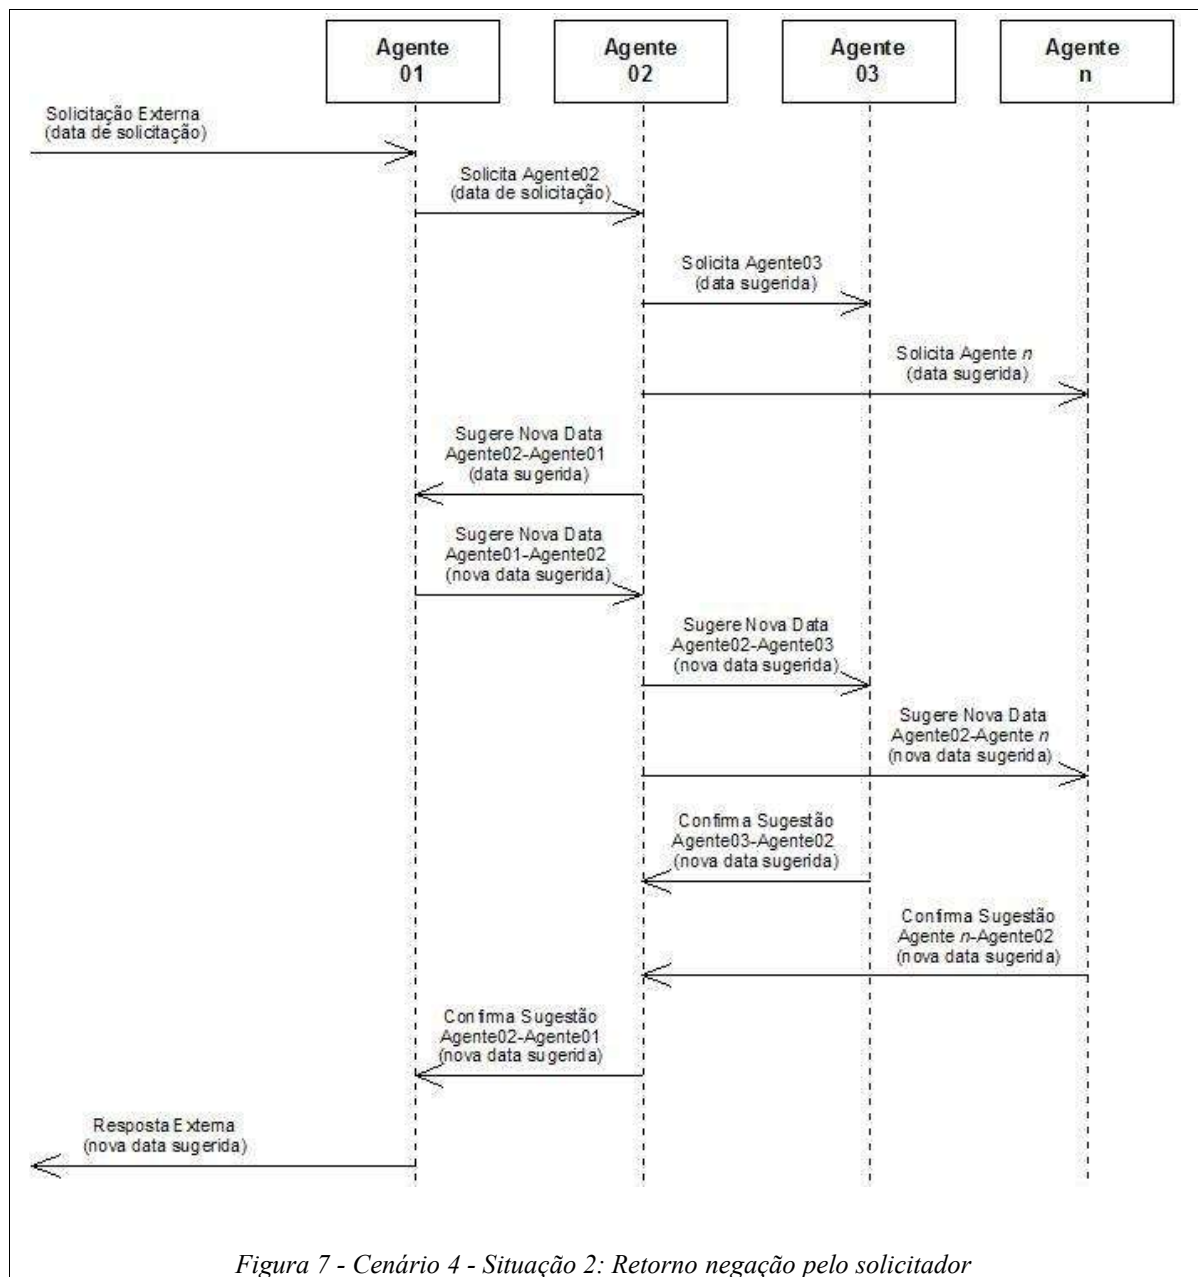 Agente
01
Agente
02
Agente
03
Agente
n
Solicitação Externa
(data de solicitação)
Solicita Agente02
(data de solicitação)
Solicita Agente03
(data sugerida)
Solicita Agente n
(data sugerida)
Sugere Nova Data
Agente02-Agente01
(data sugerida)
Sugere Nova Data
Agente01-Agente02
(nova data sugerida)
Sugere Nova Data
Agente02-Agente03
(nova data sugerida)
Sugere Nova Data
Agente02-Agente n
(nova data sugerida)
Confirma Sugestão
Agente03-Agente02
(nova data sugerida)
Confirma Sugestão
Agente n-Agente02
(nova data sugerida)
Confirma Sugestão
Agente02-Agente01
(nova data sugerida)
Resposta Externa
(nova data sugerida)
Figura 7 - Cenário 4 - Situação 2: Retorno negação pelo solicitador